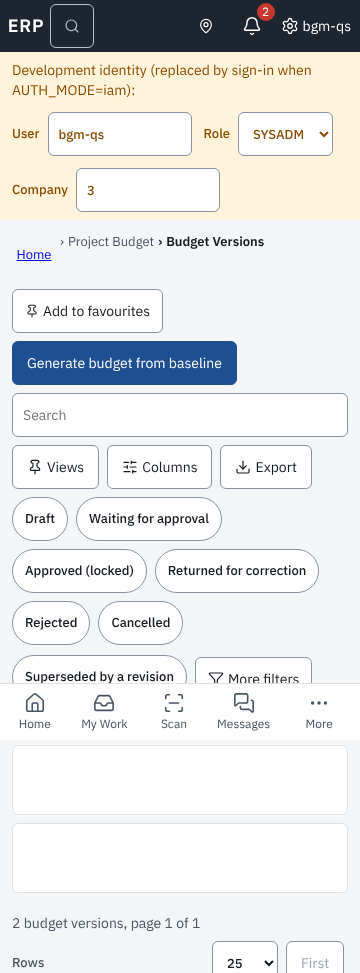 ERP
2
bgm-qs
Development identity (replaced by sign-in when
AUTH_MODE=iam):
User bgm-qs Role SYSADM
Company 3
Home › Project Budget › Budget Versions
Add to favourites
Generate budget from baseline
Search
Views Columns Export
Draft Waiting for approval
Approved (locked) Returned for correction
Rejected Cancelled
Superseded by a revision More filters
Home My Work Scan Messages More
2 budget versions, page 1 of 1
Rows 25 First